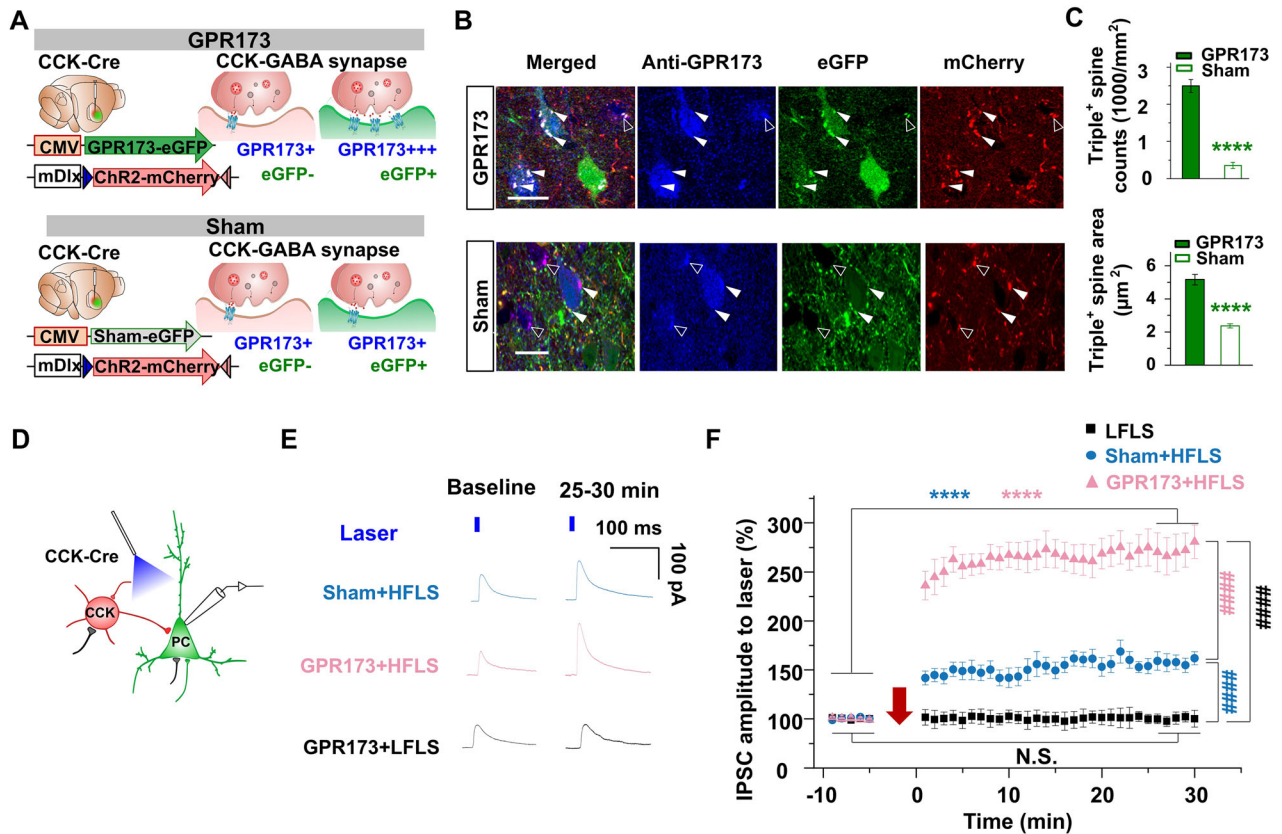 A
GPR173
CCK-Cre
CCK-GABA synapse
CMV
GPR173-eGFP
mDlx
ChR2-mCherry
GPR173+
eGFP-
GPR173+++
eGFP+
Sham
CCK-Cre
CCK-GABA synapse
CMV
Sham-eGFP
mDlx
ChR2-mCherry
GPR173+
eGFP-
GPR173+
eGFP+
B
Merged
Anti-GPR173
eGFP
mCherry
GPR173
Sham
C
GPR173
Sham
Triple+ spine
counts (1000/mm²)
3
2
1
0
****
GPR173
Sham
Triple+ spine area
(µm²)
6
4
2
0
****
D
CCK-Cre
CCK
PC
E
Baseline
25-30 min
Laser
100 ms
100 pA
Sham+HFLS
GPR173+HFLS
GPR173+LFLS
F
LFLS
Sham+HFLS
GPR173+HFLS
****
****
IPSC amplitude to laser (%)
300
250
200
150
100
0
####
####
####
N.S.
-10
0
10
20
30
Time (min)